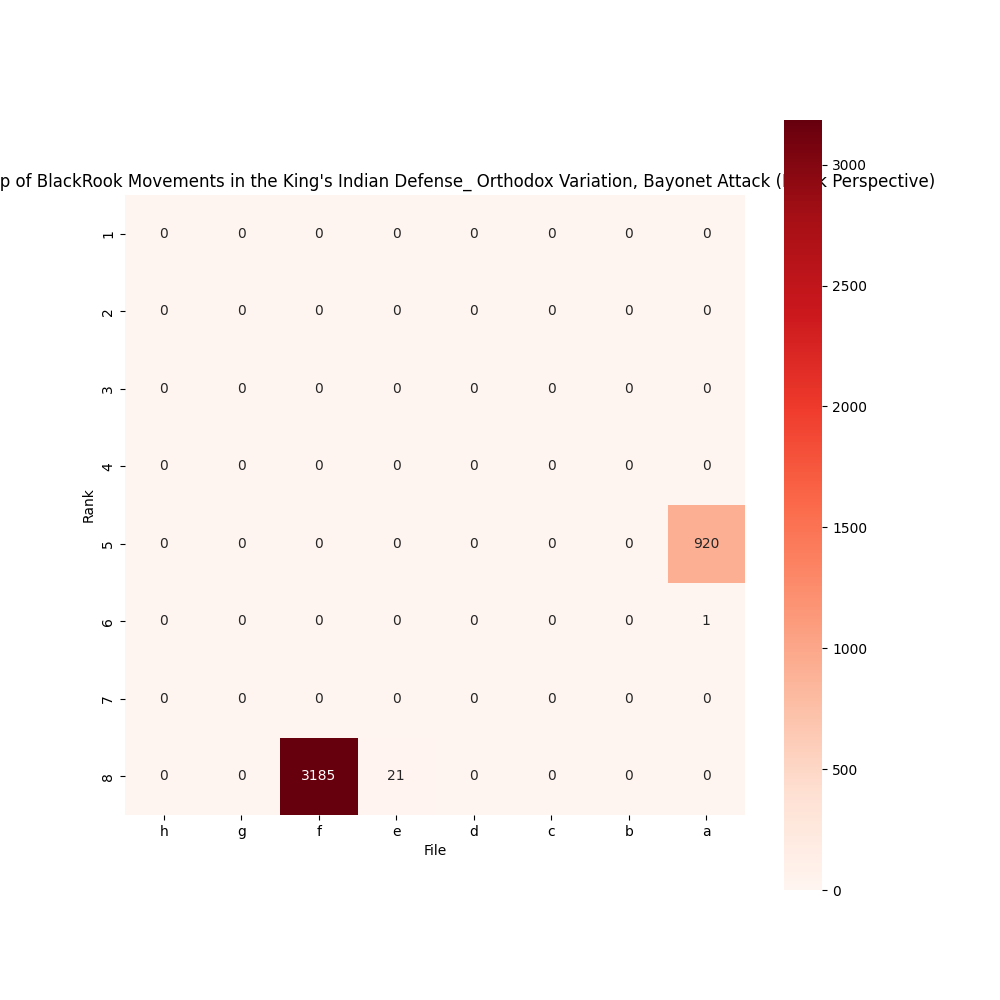 p of BlackRook Movements in the King's Indian Defense_ Orthodox Variation, Bayonet Attack ( Perspective)
3000
1 0 0 0 0 0 0 0 0
2 0 0 0 0 0 0 0 0
2500
3 0 0 0 0 0 0 0 0
2000
4 0 0 0 0 0 0 0 0
Rank
1500
5 0 0 0 0 0 0 0 920
6 0 0 0 0 0 0 0 1
1000
7 0 0 0 0 0 0 0 0
8 0 0 3185 21 0 0 0 0
500
h g f e d c b a
File
0